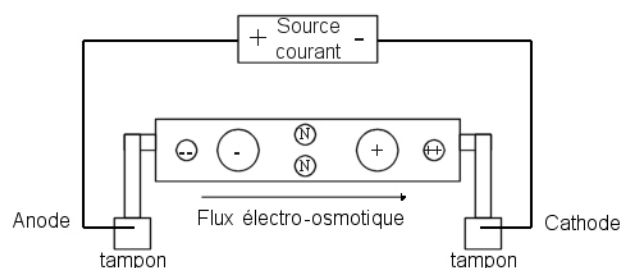 + Source -
courant
-- - N + ++
N
Flux électro-osmotique
Anode
Cathode
tampon
tampon